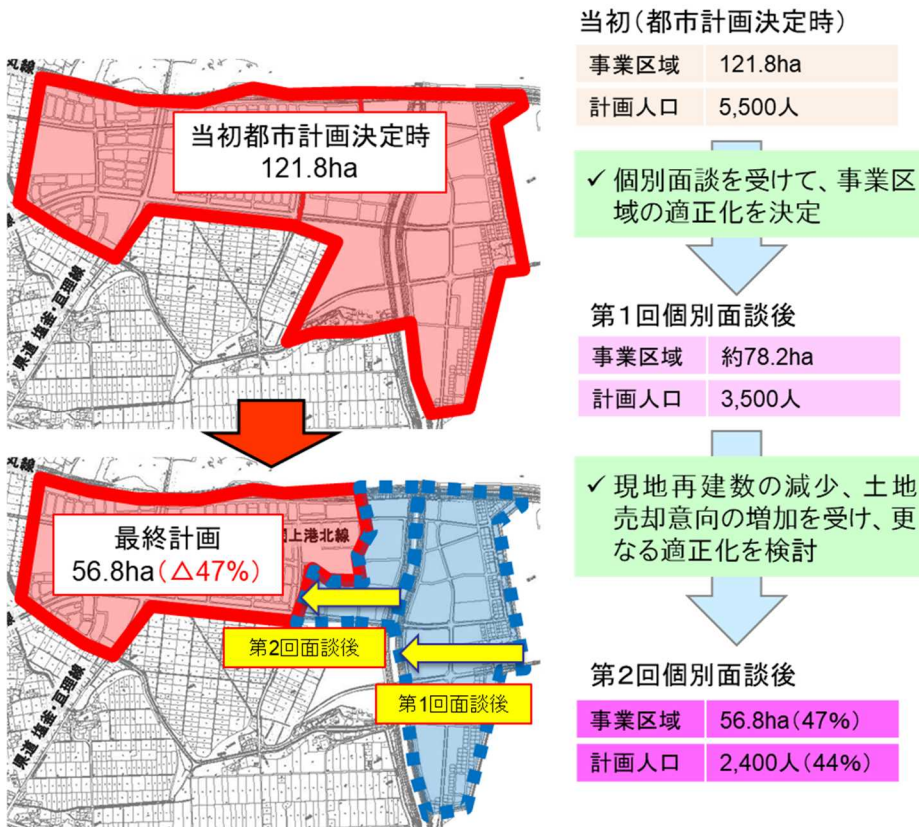 当初都市計画決定時
121.8ha
県道 塩釜・亘理線
最終計画
56.8ha(△47%)
上港北線
第2回面談後
第1回面談後
県道 塩釜・亘理線
当初(都市計画決定時)
事業区域 121.8ha
計画人口 5,500人
✓ 個別面談を受けて、事業区
域の適正化を決定
第1回個別面談後
事業区域 約78.2ha
計画人口 3,500人
✓ 現地再建数の減少、土地
売却意向の増加を受け、更
なる適正化を検討
第2回個別面談後
事業区域 56.8ha(47%)
計画人口 2,400人(44%)